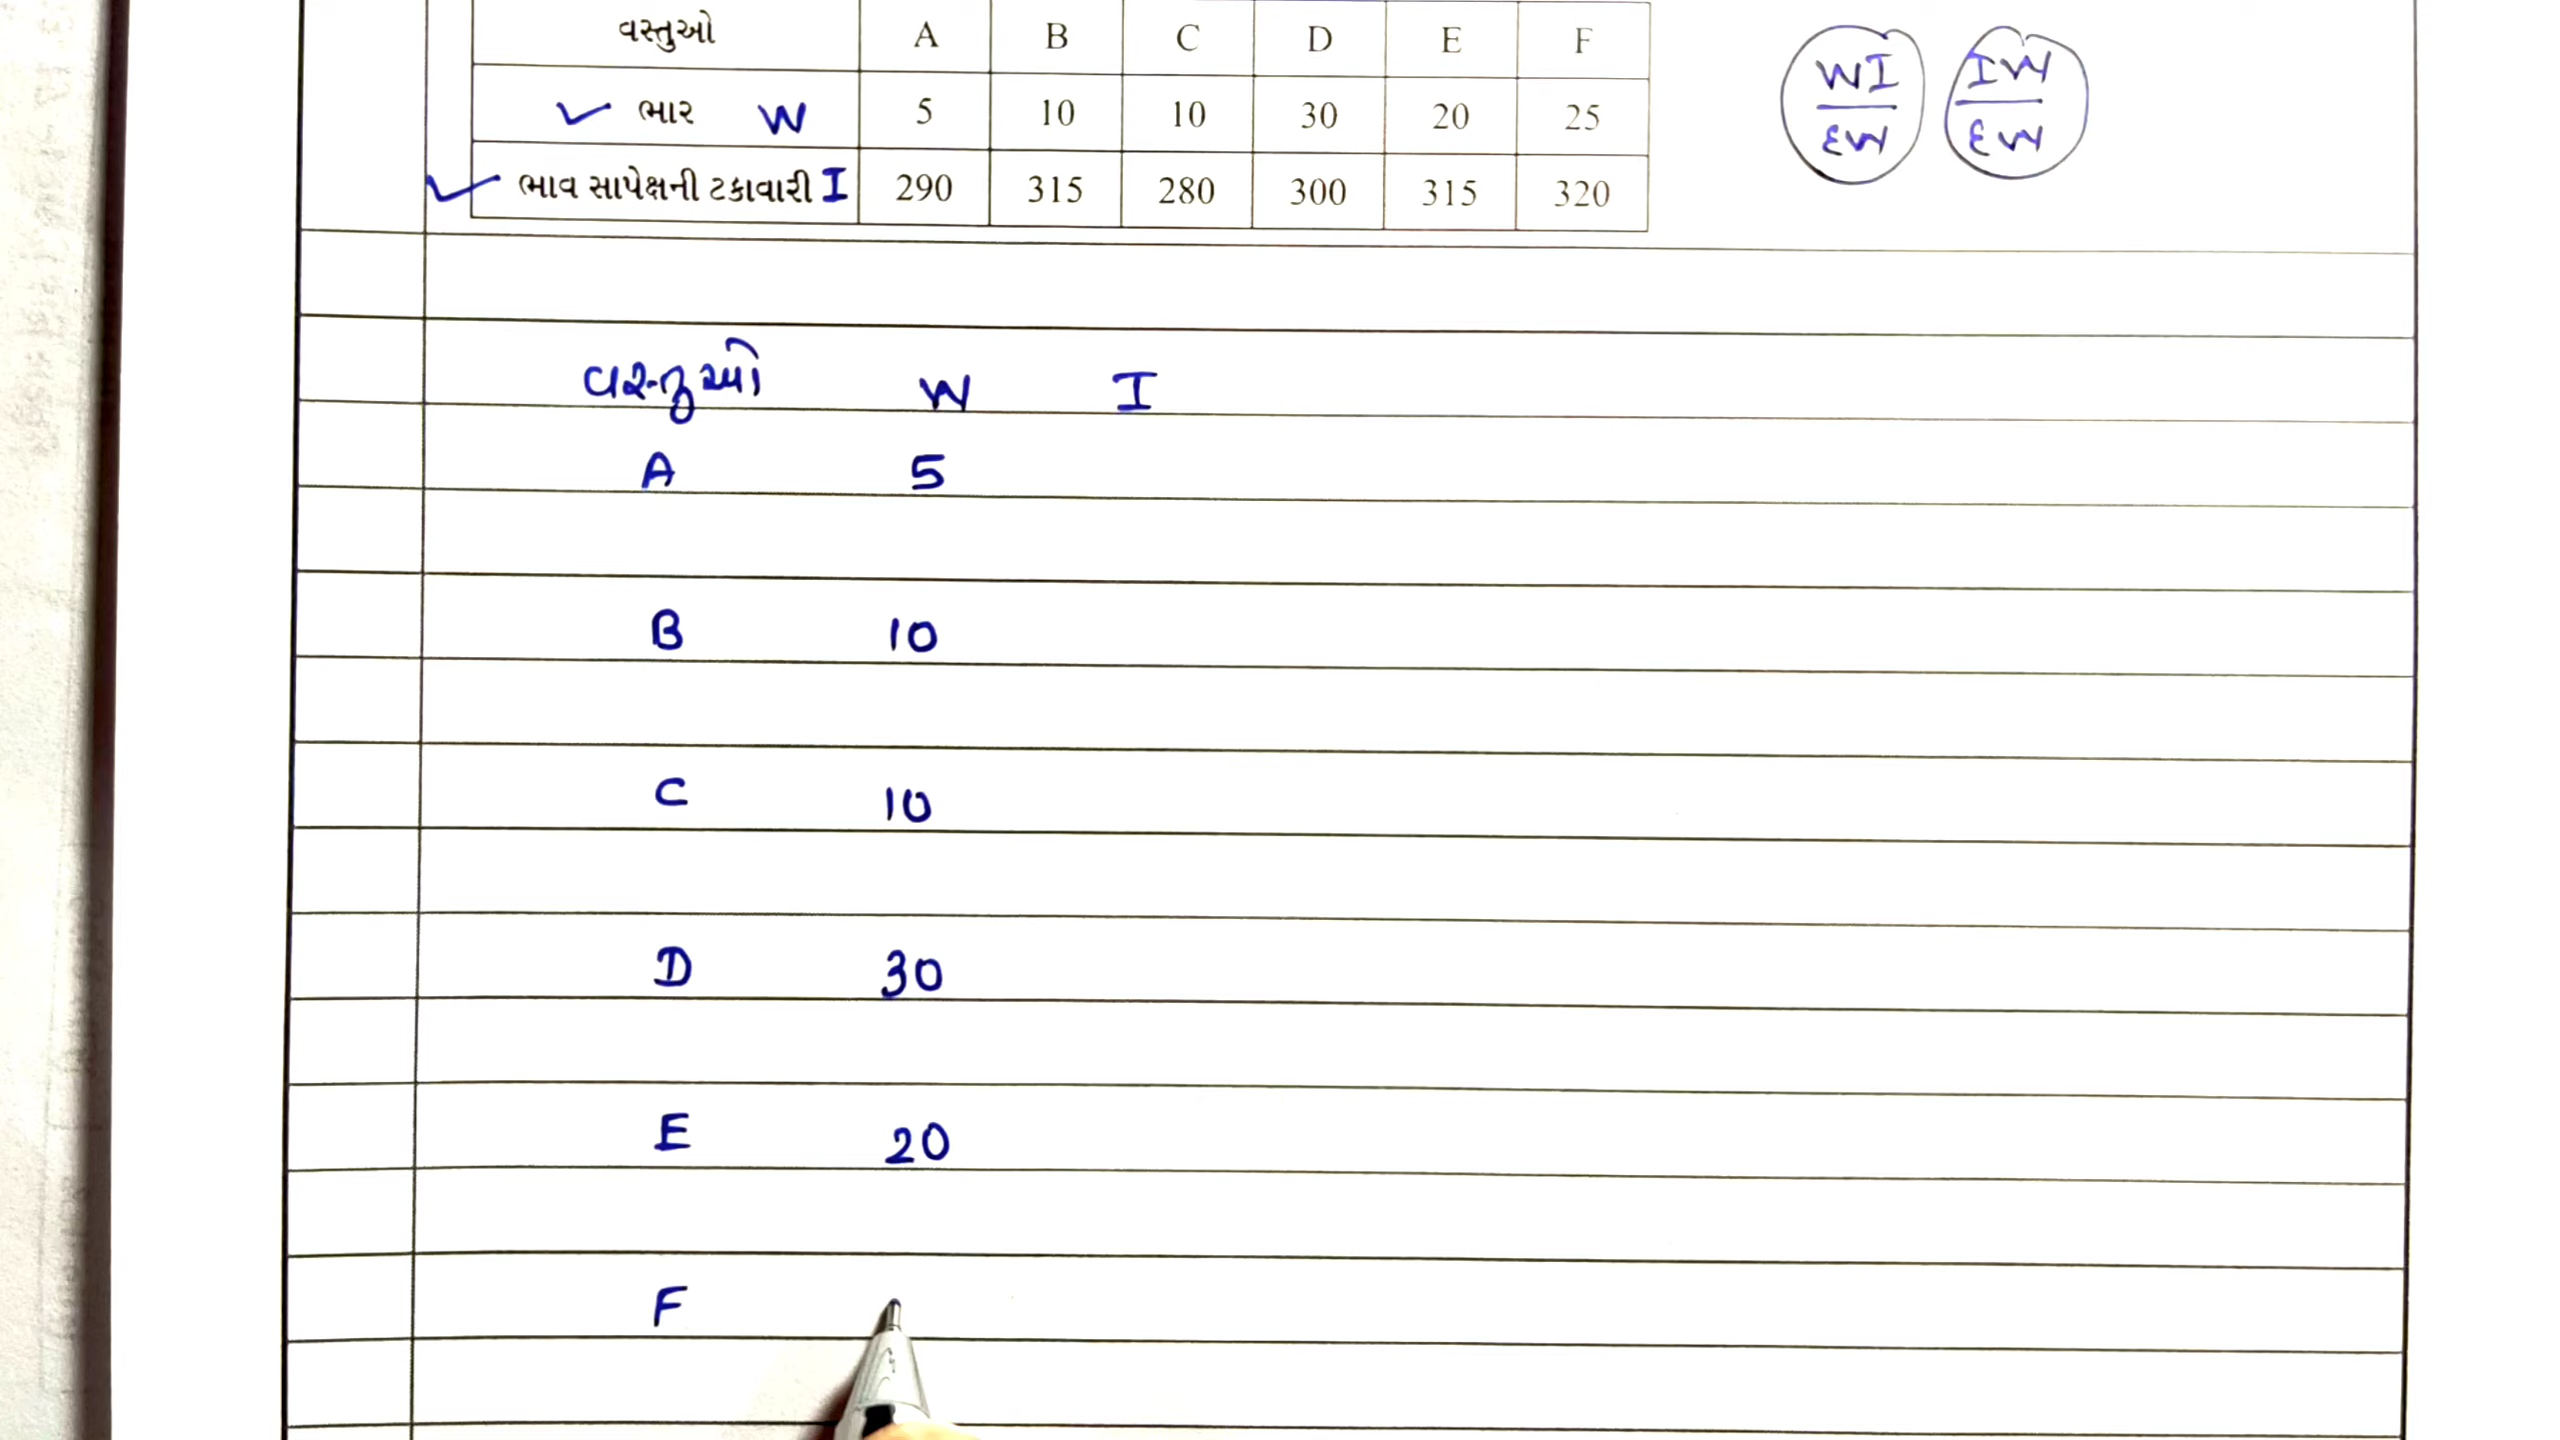 વસ્તુઓ A B C D E F
ભાર W 5 10 10 30 20 25
ભાવ સાપેક્ષની ટકાવારી I 290 315 280 300 315 320
WI IW
ΣW ΣW
વસ્તુઓ W I
A 5
B 10
C 10
D 30
E 20
F